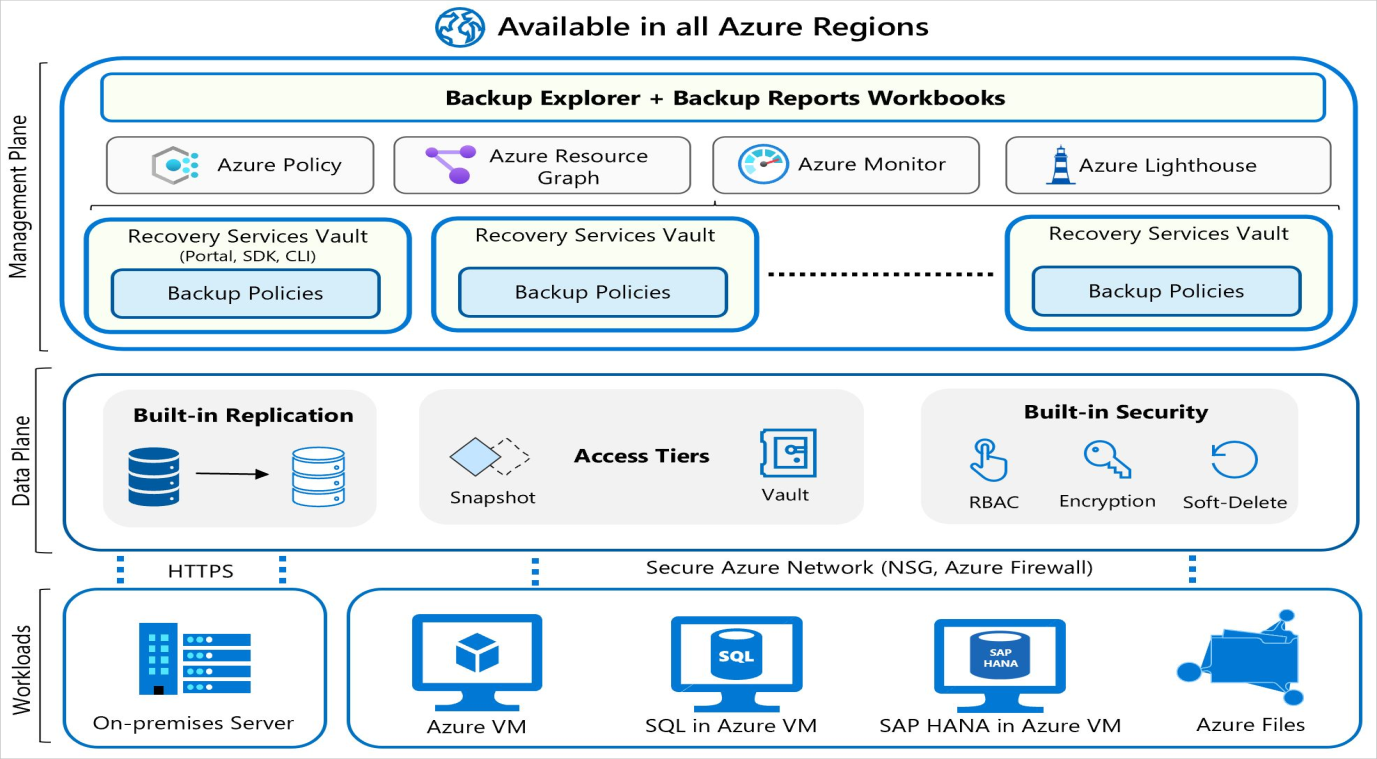 Available in all Azure Regions
Management Plane
Backup Explorer + Backup Reports Workbooks
Azure Policy
Azure Resource
Graph
Azure Monitor
Azure Lighthouse
Recovery Services Vault
(Portal, SDK, CLI)
Backup Policies
Recovery Services Vault
Backup Policies
Recovery Services Vault
Backup Policies
Data Plane
Built-in Replication
Snapshot
Access Tiers
Vault
Built-in Security
RBAC
Encryption
Soft-Delete
HTTPS
Secure Azure Network (NSG, Azure Firewall)
Workloads
On-premises Server
Azure VM
SQL
SQL in Azure VM
SAP
HANA
SAP HANA in Azure VM
Azure Files